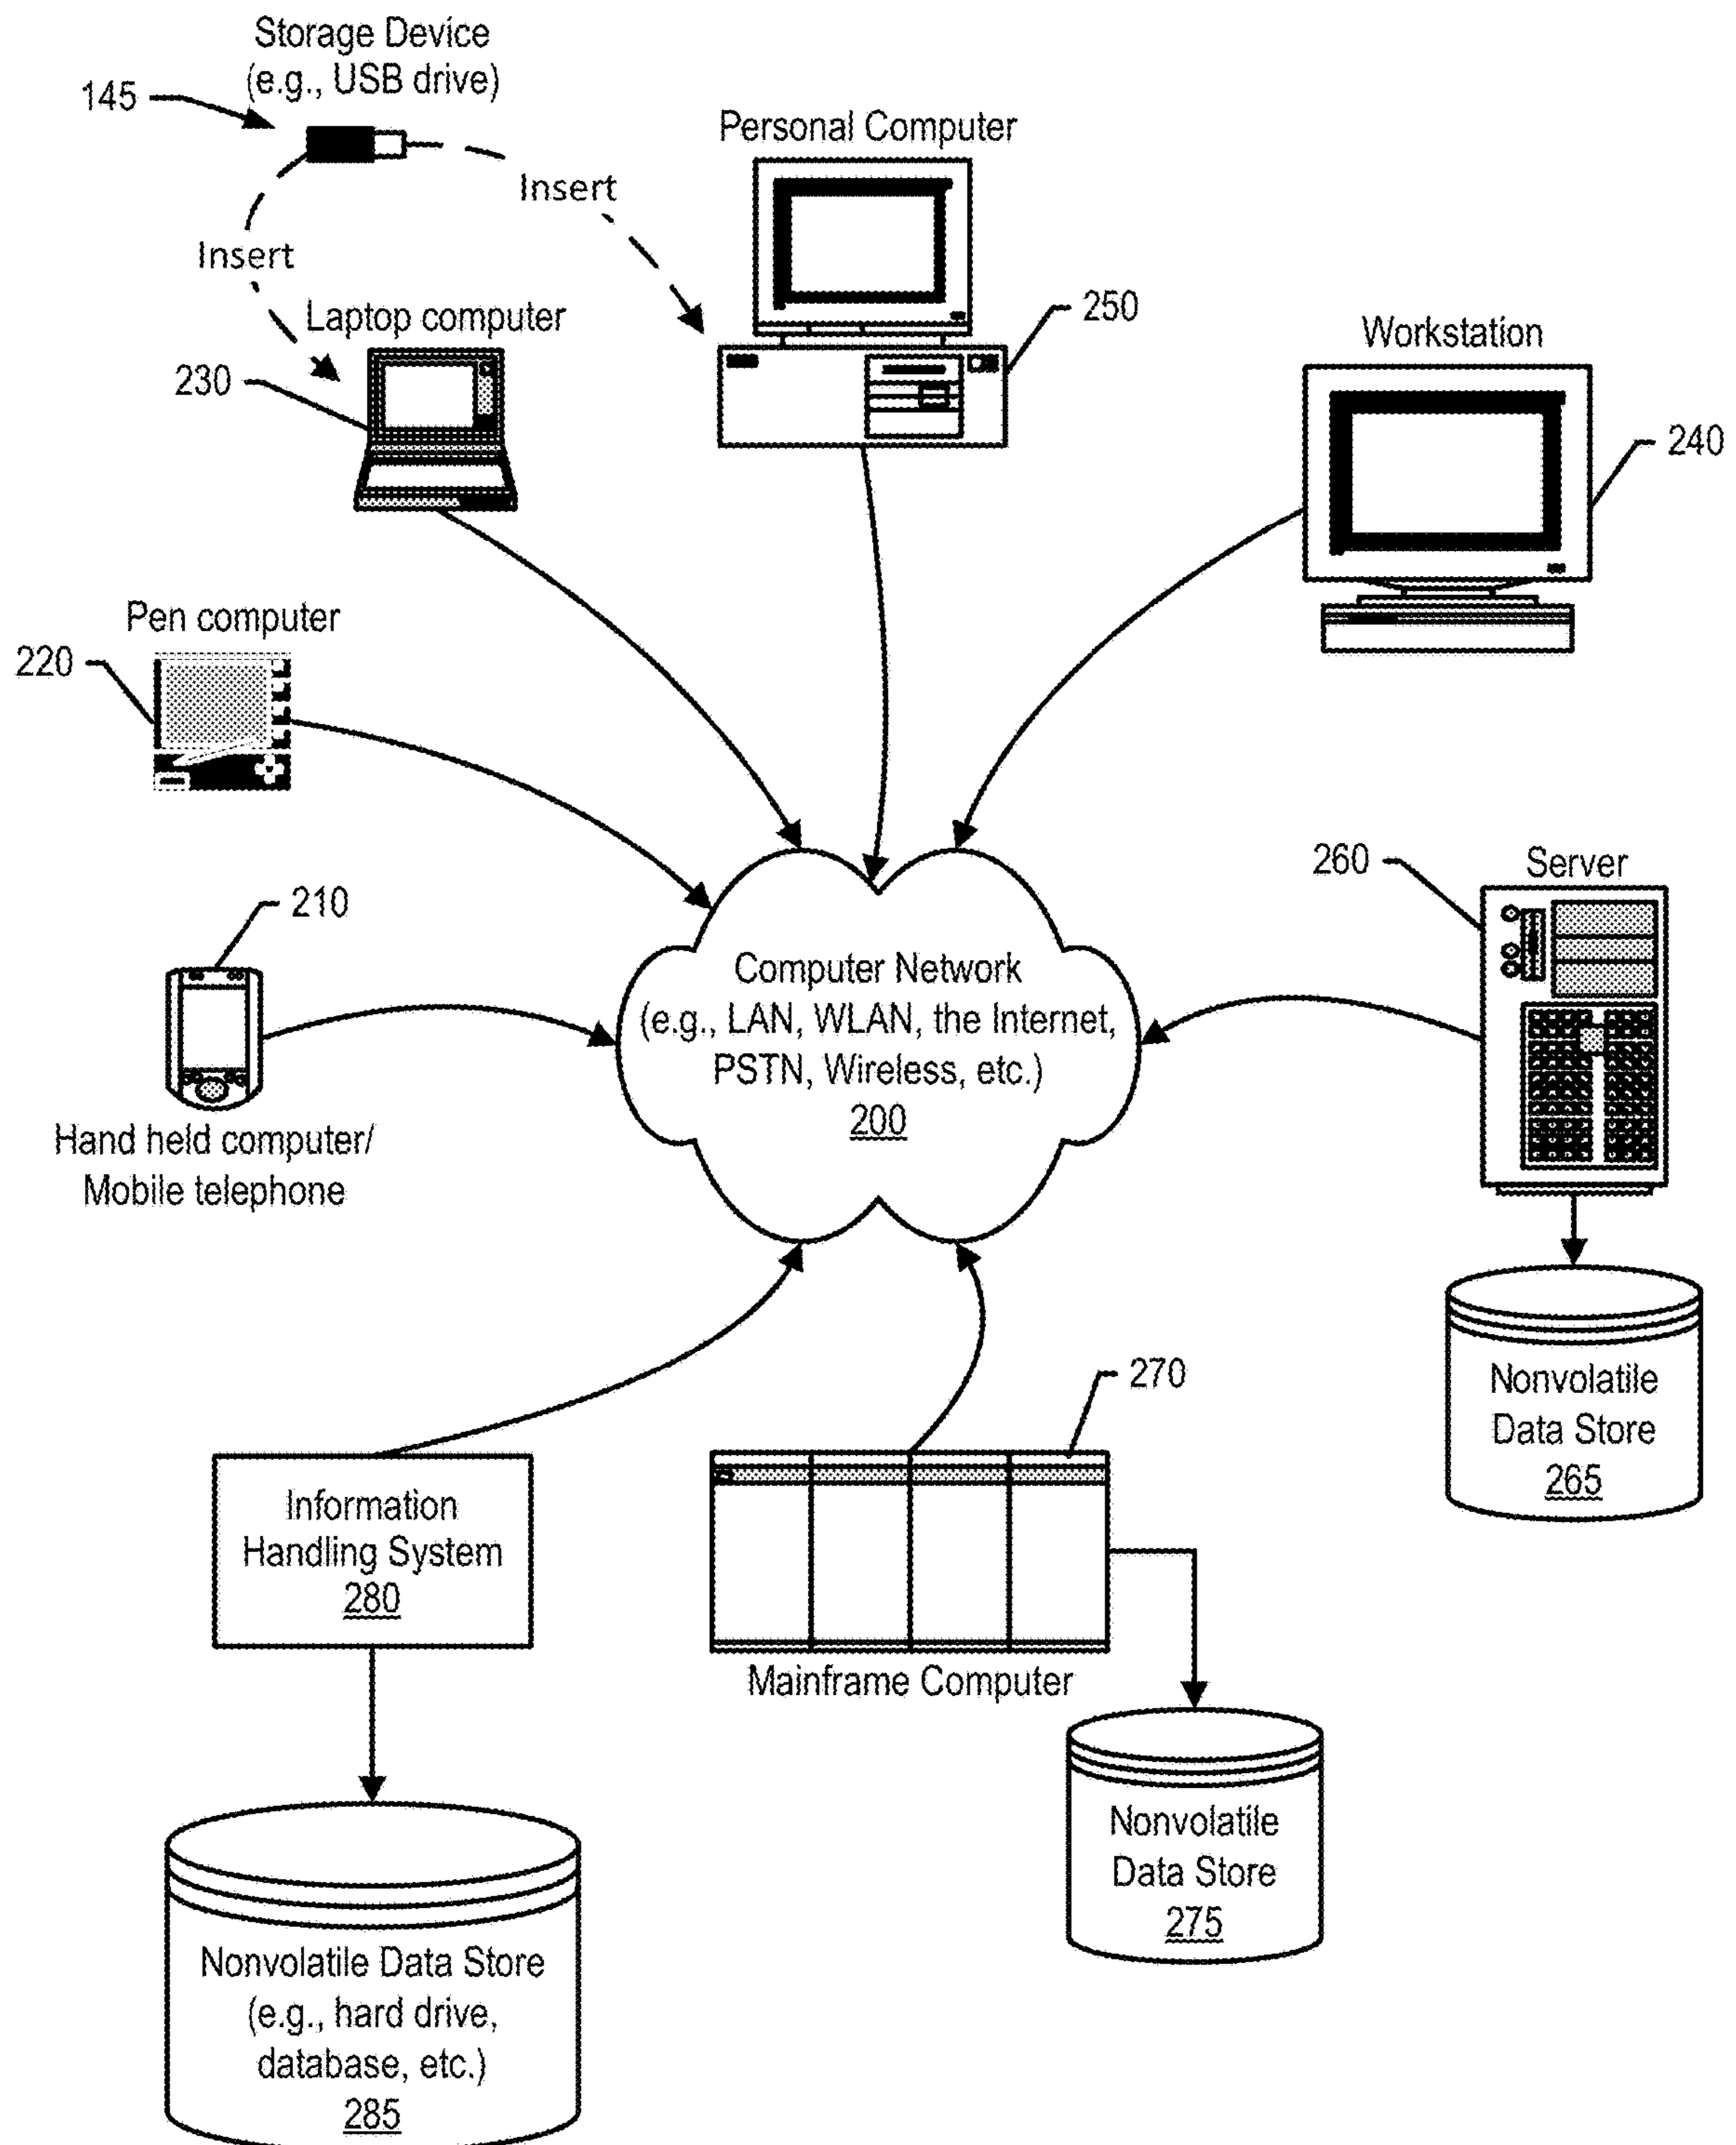 Storage Device
(e.g., USB drive)
145
Personal Computer
Insert
Insert
Laptop computer
250
Workstation
230
240
Pen computer
220
260
Server
210
Computer Network
(e.g., LAN, WLAN, the Internet,
PSTN, Wireless, etc.)
200
Hand held computer/
Mobile telephone
270
Nonvolatile
Data Store
265
Information
Handling System
280
Mainframe Computer
Nonvolatile
Data Store
275
Nonvolatile Data Store
(e.g., hard drive,
database, etc.)
285